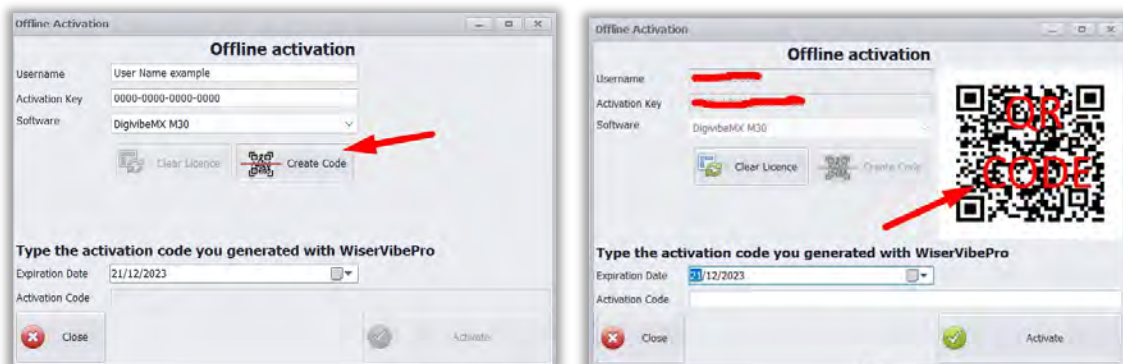 Offline Activation
Offline activation
Username User Name example
Activation Key 0000-0000-0000-0000
Software DigivibeMX M30
Clear Licence Create Code
Type the activation code you generated with WiserVibePro
Expiration Date 21/12/2023
Activation Code
Close Activate
Offline Activation
Offline activation
Username
Activation Key
Software DigivibeMX M30
Clear Licence Create Code
QR
CODE
Type the activation code you generated with WiserVibePro
Expiration Date 21/12/2023
Activation Code
Close Activate